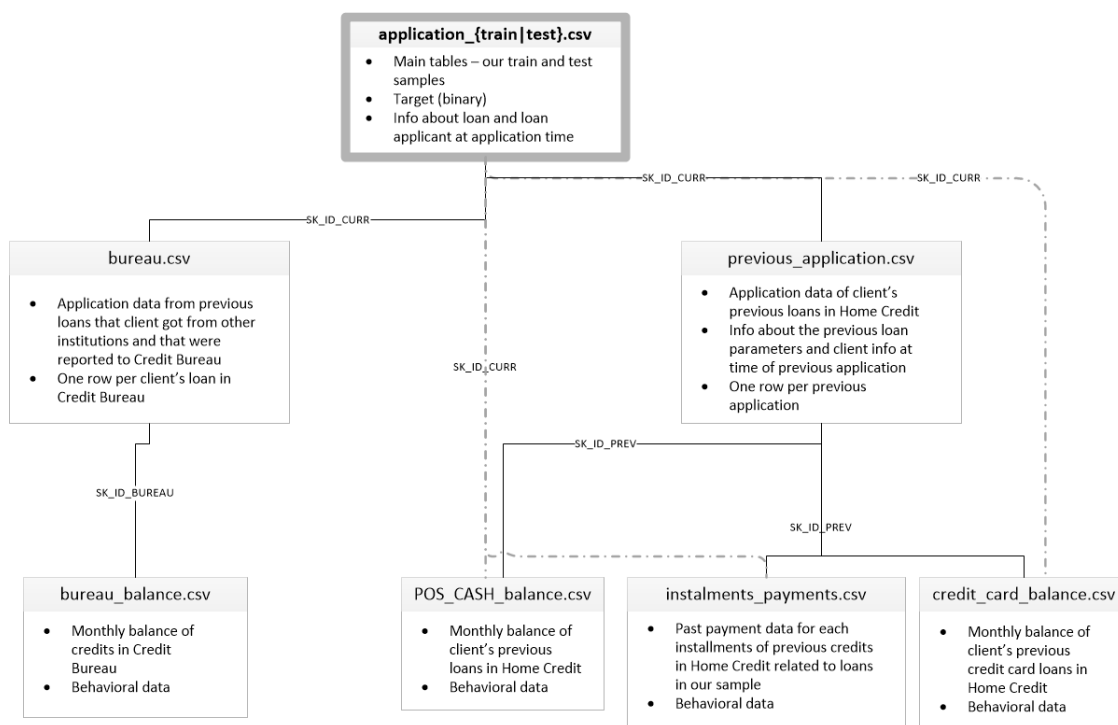 application_{train|test}.csv
• Main tables – our train and test
samples
• Target (binary)
• Info about loan and loan
applicant at application time
SK_ID_CURR
SK_ID_CURR
SK_ID_CURR
bureau.csv
• Application data from previous
loans that client got from other
institutions and that were
reported to Credit Bureau
• One row per client's loan in
Credit Bureau
previous_application.csv
• Application data of client's
previous loans in Home Credit
• Info about the previous loan
parameters and client info at
time of previous application
• One row per previous
application
SK_ID_CURR
SK_ID_PREV
SK_ID_BUREAU
SK_ID_PREV
bureau_balance.csv
• Monthly balance of
credits in Credit
Bureau
• Behavioral data
POS_CASH_balance.csv
• Monthly balance of
client's previous
loans in Home Credit
• Behavioral data
instalments_payments.csv
• Past payment data for each
installments of previous credits
in Home Credit related to loans
in our sample
• Behavioral data
credit_card_balance.csv
• Monthly balance of
client's previous
credit card loans in
Home Credit
• Behavioral data